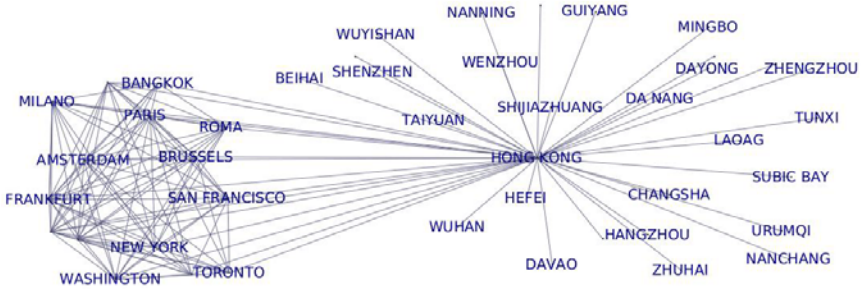 NANNING
GUIYANG
MINGBO
WUYISHAN
WENZHOU
BEIHAI
SHENZHEN
DAYONG
ZHENGZHOU
BANGKOK
MILANO
PARIS
ROMA
TAIYUAN
SHIJIAZHUANG
DA NANG
TUNXI
LAOAG
AMSTERDAM
BRUSSELS
HONG KONG
SUBIC BAY
FRANKFURT
SAN FRANCISCO
HEFEI
CHANGSHA
WUHAN
HANGZHOU
URUMQI
NEW YORK
WASHINGTON
TORONTO
DAVAO
ZHUHAI
NANCHANG